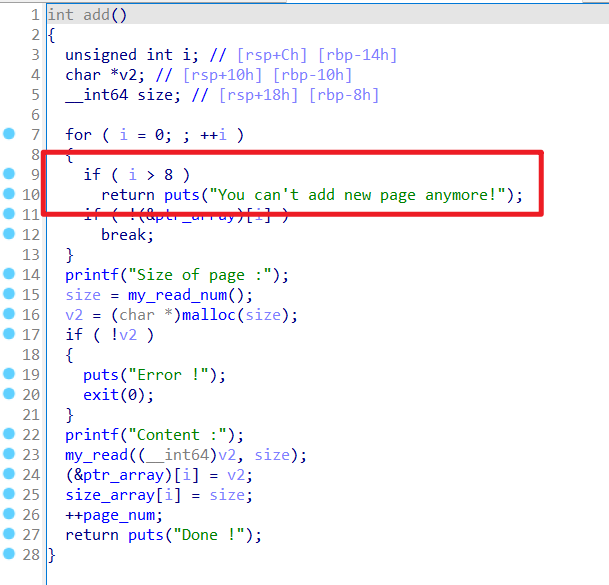 1 int add()
2 {
3 unsigned int i; // [rsp+Ch] [rbp-14h]
4 char *v2; // [rsp+10h] [rbp-10h]
5 __int64 size; // [rsp+18h] [rbp-8h]
6
7 for ( i = 0; ; ++i )
8 {
9 if ( i > 8 )
10 return puts("You can't add new page anymore!");
11 if ( !(&ptr_array)[i] )
12 break;
13 }
14 printf("Size of page :");
15 size = my_read_num();
16 v2 = (char *)malloc(size);
17 if ( !v2 )
18 {
19 puts("Error !");
20 exit(0);
21 }
22 printf("Content :");
23 my_read((__int64)v2, size);
24 (&ptr_array)[i] = v2;
25 size_array[i] = size;
26 ++page_num;
27 return puts("Done !");
28 }